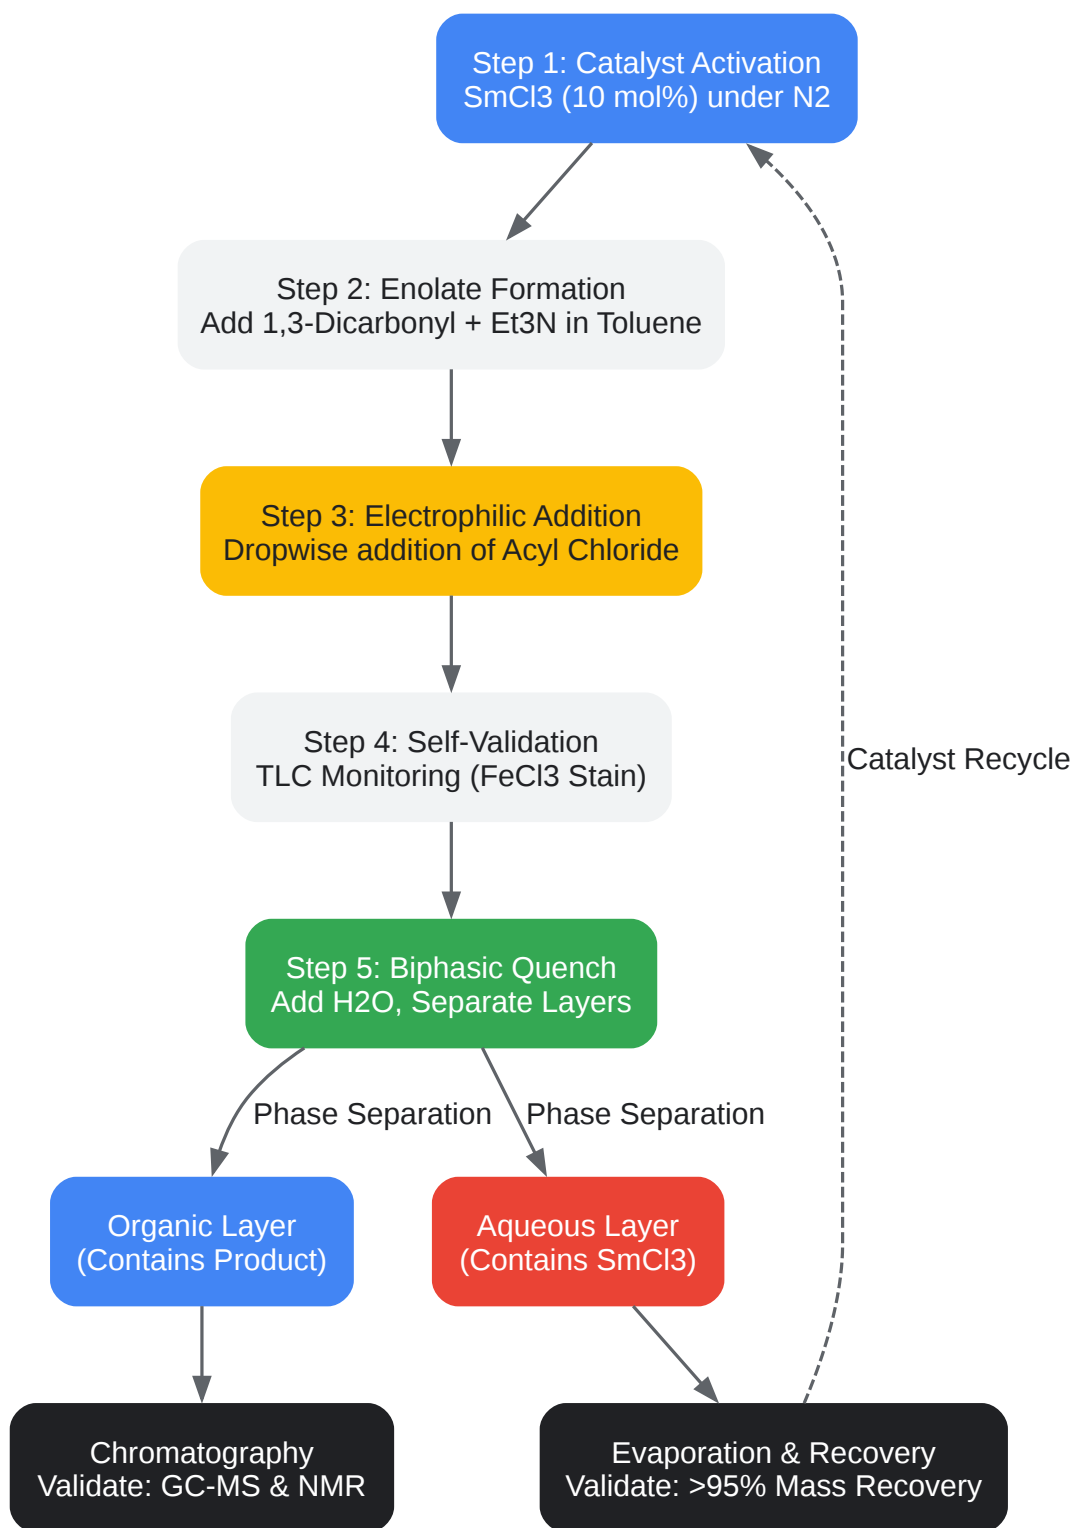 Step 1: Catalyst Activation
SmCl3 (10 mol%) under N2
Step 2: Enolate Formation
Add 1,3-Dicarbonyl + Et3N in Toluene
Step 3: Electrophilic Addition
Dropwise addition of Acyl Chloride
Step 4: Self-Validation
TLC Monitoring (FeCl3 Stain)
Catalyst Recycle
Step 5: Biphasic Quench
Add H2O, Separate Layers
Phase Separation
Phase Separation
Organic Layer
(Contains Product)
Aqueous Layer
(Contains SmCl3)
Chromatography
Validate: GC-MS & NMR
Evaporation & Recovery
Validate: >95% Mass Recovery